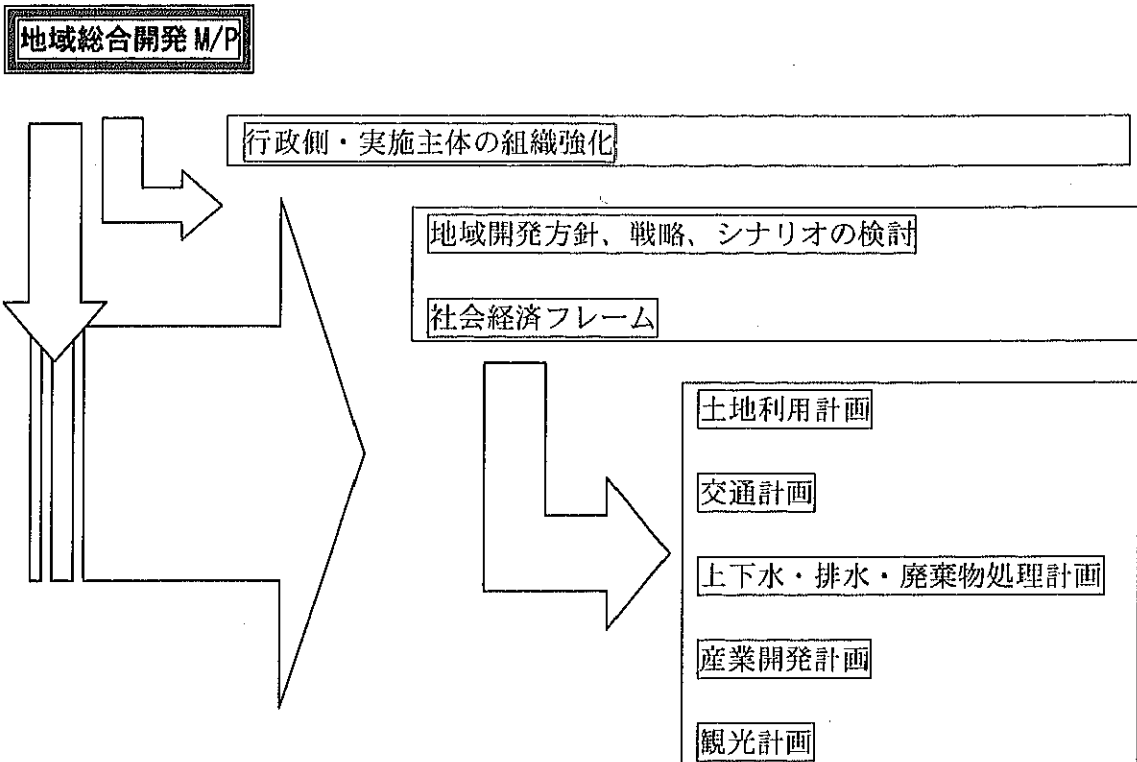 地域総合開発 M/P
行政側・実施主体の組織強化
地域開発方針、戦略、シナリオの検討
社会経済フレーム
土地利用計画
交通計画
上下水・排水・廃棄物処理計画
産業開発計画
観光計画